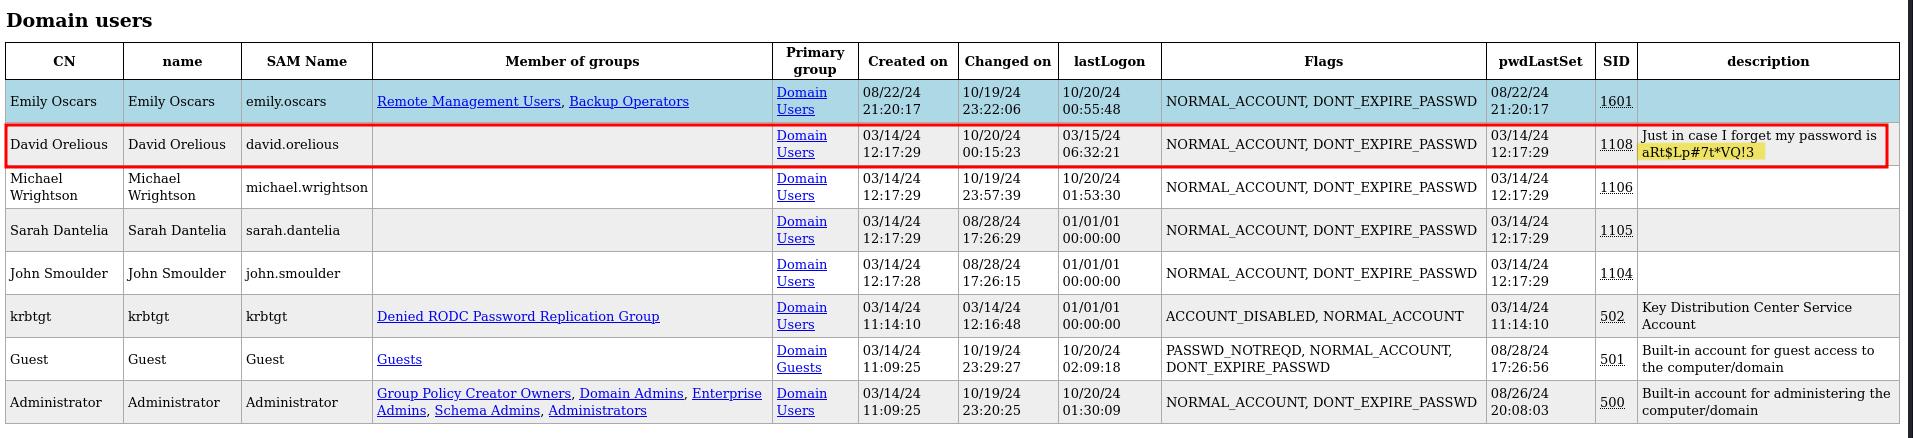 Domain users
CN name SAM Name Member of groups Primary group Created on Changed on lastLogon Flags pwdLastSet SID description
Emily Oscars Emily Oscars emily.oscars Remote Management Users, Backup Operators Domain Users 08/22/24 21:20:17 10/19/24 23:22:06 10/20/24 00:55:48 NORMAL_ACCOUNT, DONT_EXPIRE_PASSWD 08/22/24 21:20:17 1601
David Orelious David Orelious david.orelious Domain Users 03/14/24 12:17:29 10/20/24 00:15:23 03/15/24 06:32:21 NORMAL_ACCOUNT, DONT_EXPIRE_PASSWD 03/14/24 12:17:29 1108 Just in case I forget my password is aRt$Lp#7t*VQ!3
Michael Wrightson Michael Wrightson michael.wrightson Domain Users 03/14/24 12:17:29 10/19/24 23:57:39 10/20/24 01:53:30 NORMAL_ACCOUNT, DONT_EXPIRE_PASSWD 03/14/24 12:17:29 1106
Sarah Dantelia Sarah Dantelia sarah.dantelia Domain Users 03/14/24 12:17:29 08/28/24 17:26:29 01/01/01 00:00:00 NORMAL_ACCOUNT, DONT_EXPIRE_PASSWD 03/14/24 12:17:29 1105
John Smoulder John Smoulder john.smoulder Domain Users 03/14/24 12:17:28 08/28/24 17:26:15 01/01/01 00:00:00 NORMAL_ACCOUNT, DONT_EXPIRE_PASSWD 03/14/24 12:17:29 1104
krbtgt krbtgt krbtgt Denied RODC Password Replication Group Domain Users 03/14/24 11:14:10 03/14/24 12:16:48 01/01/01 00:00:00 ACCOUNT_DISABLED, NORMAL_ACCOUNT 03/14/24 11:14:10 502 Key Distribution Center Service Account
Guest Guest Guest Guests Domain Guests 03/14/24 11:09:25 10/19/24 23:29:27 10/20/24 02:09:18 PASSWD_NOTREQD, NORMAL_ACCOUNT, DONT_EXPIRE_PASSWD 08/28/24 17:26:56 501 Built-in account for guest access to the computer/domain
Administrator Administrator Administrator Group Policy Creator Owners, Domain Admins, Enterprise Admins, Schema Admins, Administrators Domain Users 03/14/24 11:09:25 10/19/24 23:20:25 10/20/24 01:30:09 NORMAL_ACCOUNT, DONT_EXPIRE_PASSWD 08/26/24 20:08:03 500 Built-in account for administering the computer/domain